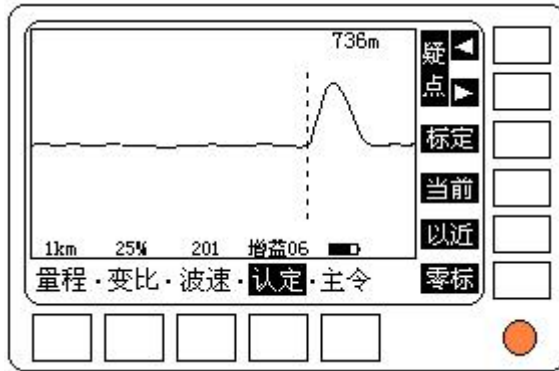 736m
疑点
标定
当前
以近
1km 25% 201 增益06
量程·变比·波速·认定·主令
零标